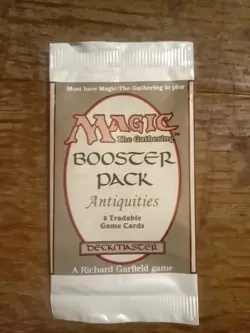 Must have Magic: The Gathering to play
MAGIC
The Gathering™
BOOSTER
PACK
Antiquities
8 Tradable
Game Cards
DECKMASTER
A Richard Garfield game